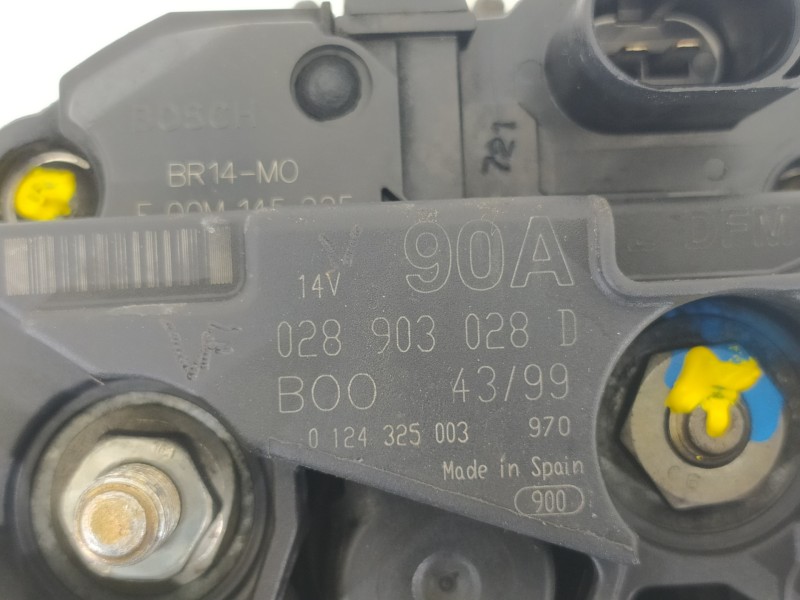 BOSCH
BR14-MO
721
14V 90A
DFM
028 903 028 D
BOO 43/99
0 124 325 003 970
Made in Spain
900